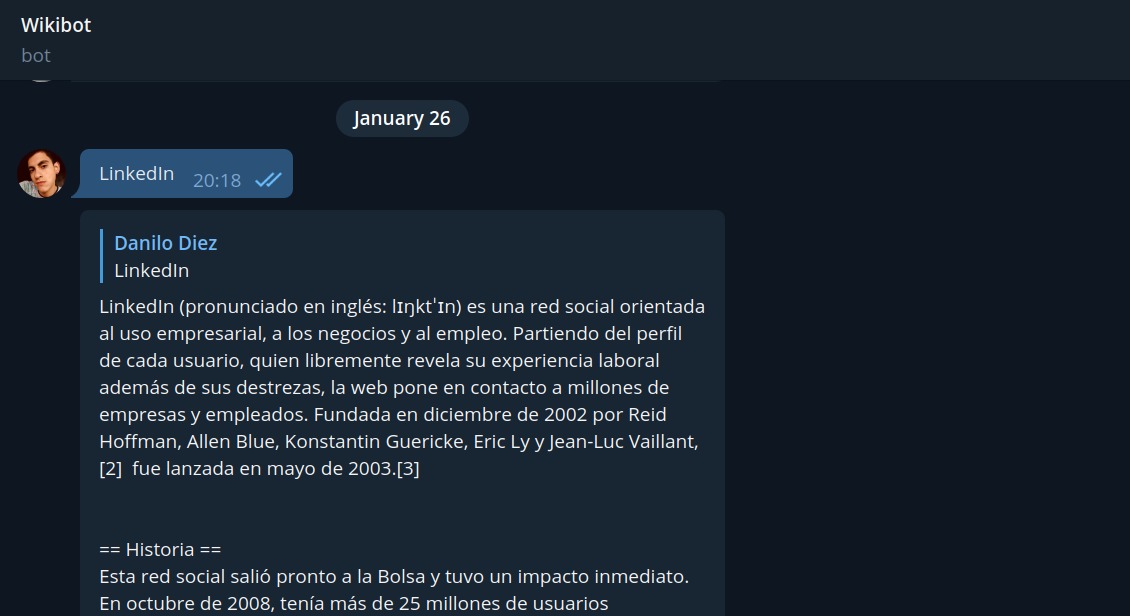 Wikibot
bot
January 26
LinkedIn 20:18
Danilo Diez
LinkedIn
LinkedIn (pronunciado en inglés: lɪŋktˈɪn) es una red social orientada
al uso empresarial, a los negocios y al empleo. Partiendo del perfil
de cada usuario, quien libremente revela su experiencia laboral
además de sus destrezas, la web pone en contacto a millones de
empresas y empleados. Fundada en diciembre de 2002 por Reid
Hoffman, Allen Blue, Konstantin Guericke, Eric Ly y Jean-Luc Vaillant,
[2]  fue lanzada en mayo de 2003.[3]
== Historia ==
Esta red social salió pronto a la Bolsa y tuvo un impacto inmediato.
En octubre de 2008, tenía más de 25 millones de usuarios